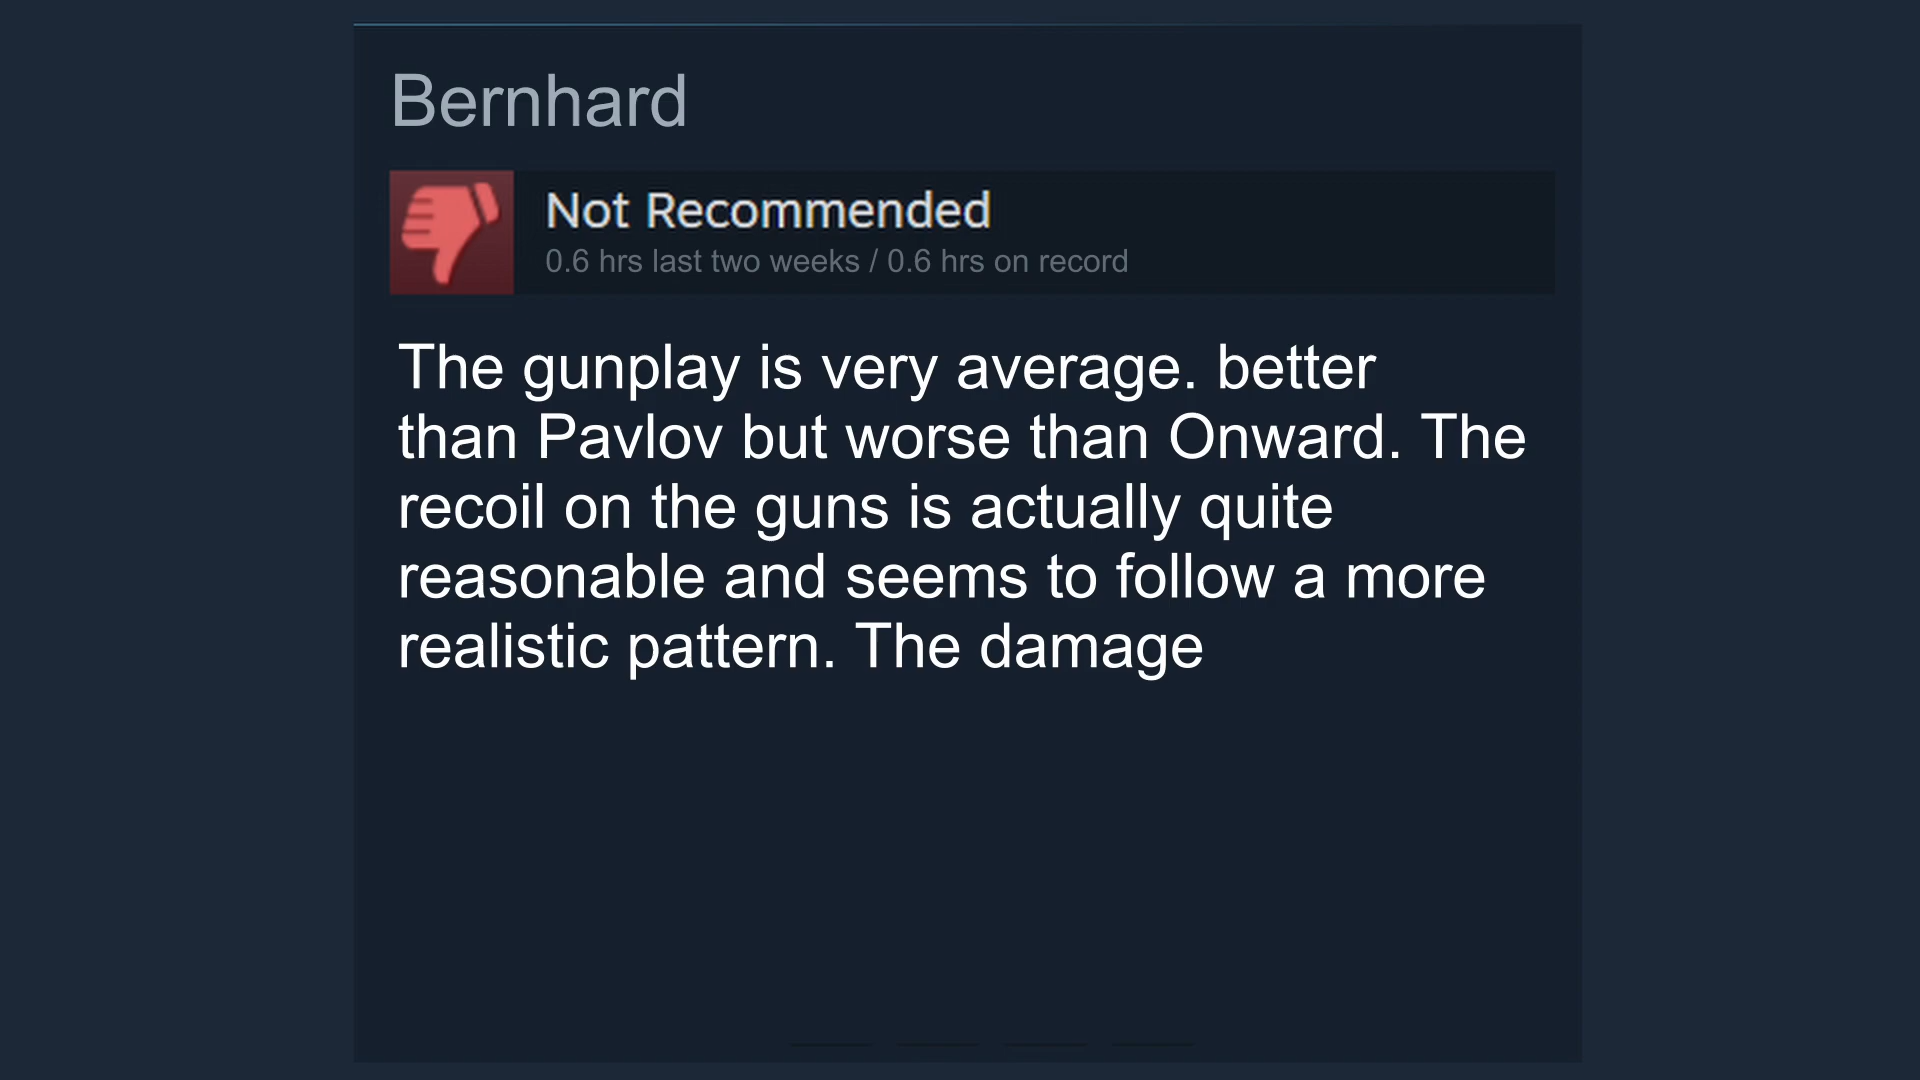 Bernhard
Not Recommended
0.6 hrs last two weeks / 0.6 hrs on record
The gunplay is very average. better
than Pavlov but worse than Onward. The
recoil on the guns is actually quite
reasonable and seems to follow a more
realistic pattern. The damage